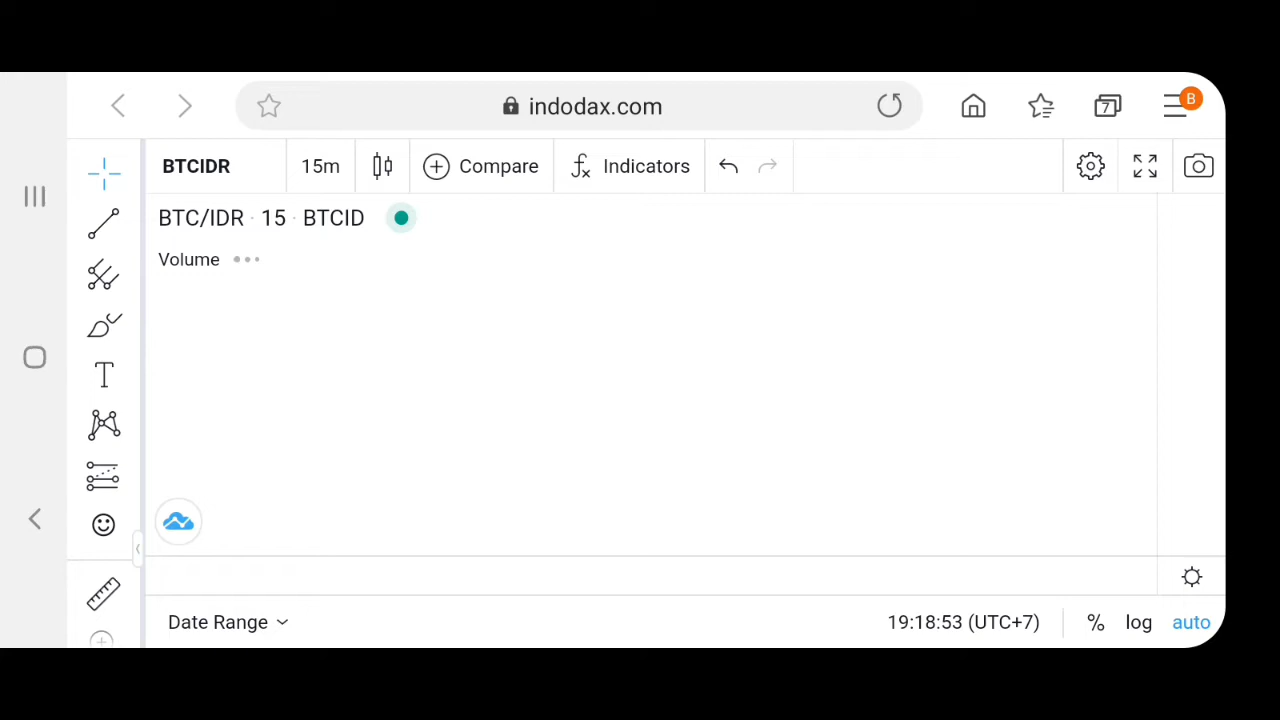 indodax.com
7
B
BTCIDR
15m
Compare
Indicators
BTC/IDR · 15 · BTCID
Volume
Date Range
19:18:53 (UTC+7)
%
log
auto